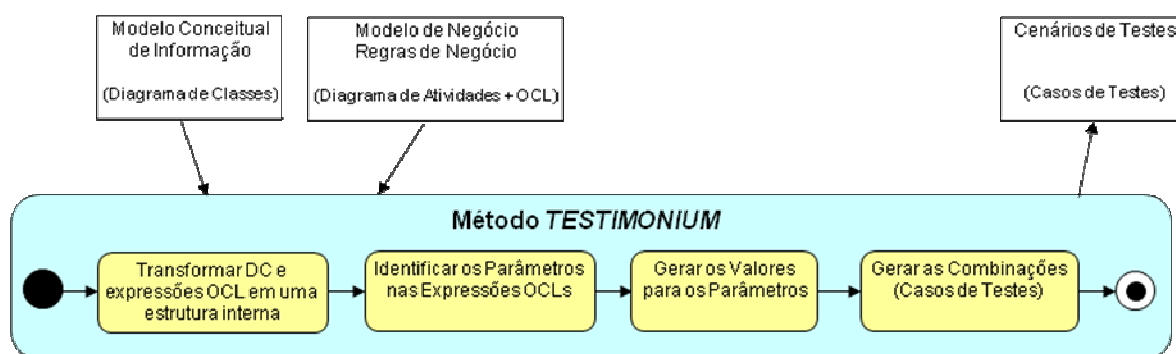 Modelo Conceitual
de Informação
(Diagrama de Classes)
Modelo de Negócio
Regras de Negócio
(Diagrama de Atividades + OCL)
Cenários de Testes
(Casos de Testes)
Método TESTIMONIUM
Transformar DC e
expressões OCL em uma
estrutura interna
Identificar os Parâmetros
nas Expressões OCLs
Gerar os Valores
para os Parâmetros
Gerar as Combinações
(Casos de Testes)